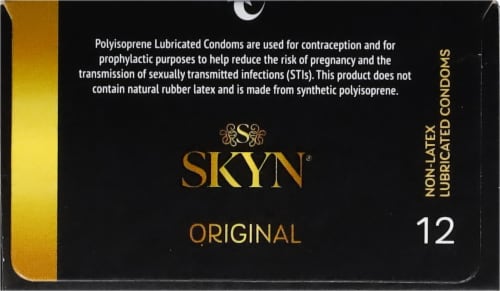 Polyisoprene Lubricated Condoms are used for contraception and for
prophylactic purposes to help reduce the risk of pregnancy and the
transmission of sexually transmitted infections (STIs). This product does not
contain natural rubber latex and is made from synthetic polyisoprene.
S
SKYN®
ORIGINAL
NON-LATEX
LUBRICATED CONDOMS
12